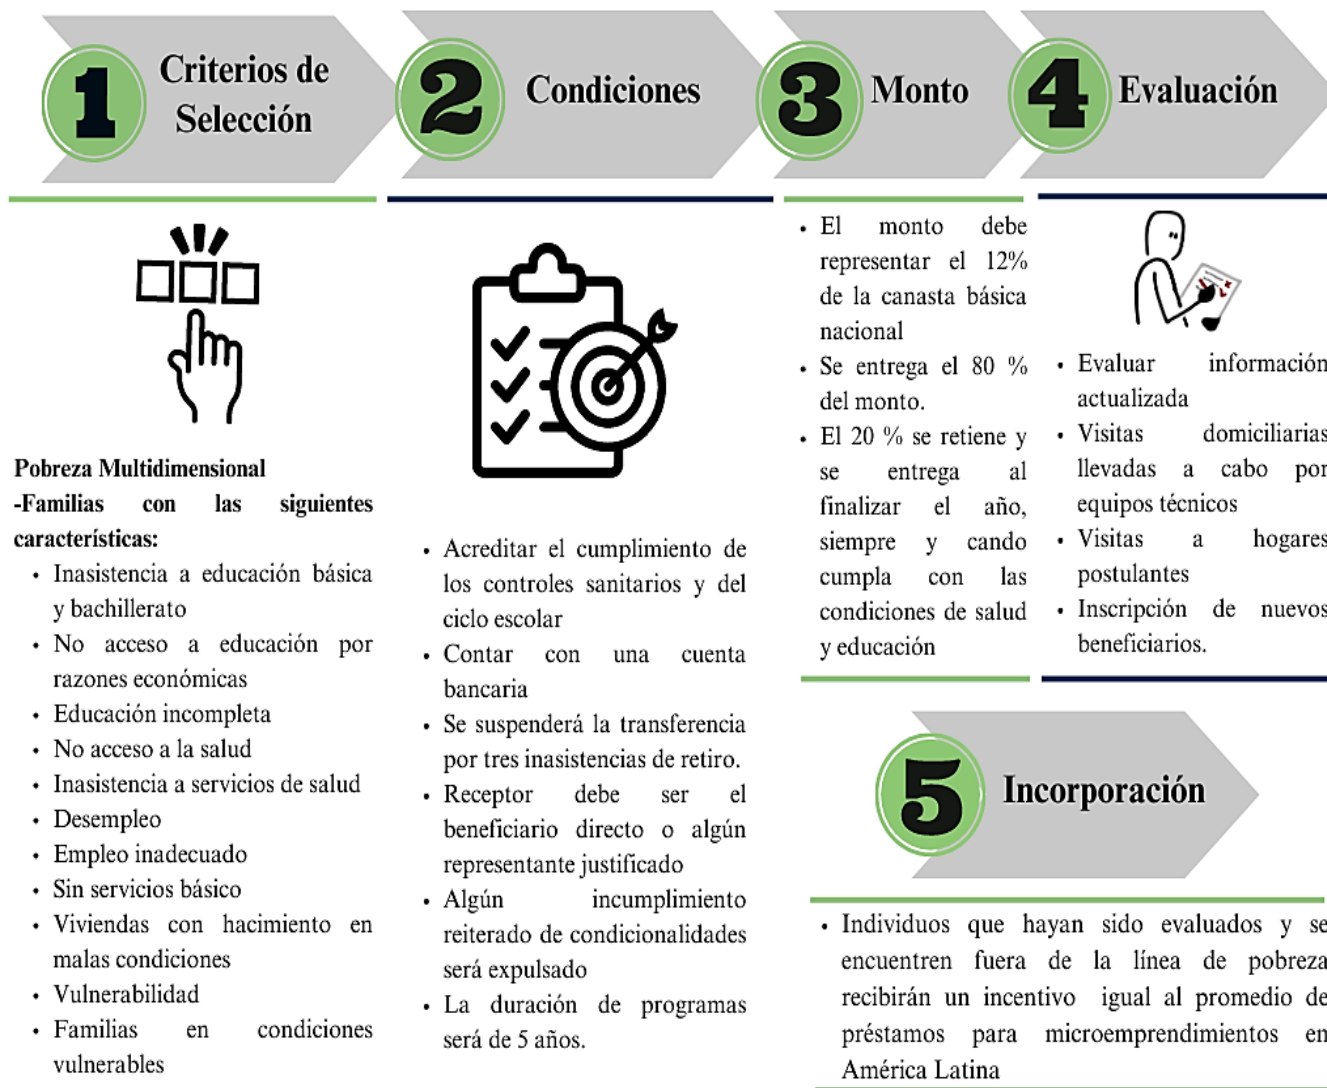 1
Criterios de
Selección
Pobreza Multidimensional
-Familias con las siguientes
características:
• Inasistencia a educación básica
y bachillerato
• No acceso a educación por
razones económicas
• Educación incompleta
• No acceso a la salud
• Inasistencia a servicios de salud
• Desempleo
• Empleo inadecuado
• Sin servicios básico
• Viviendas con hacimiento en
malas condiciones
• Vulnerabilidad
• Familias en condiciones
vulnerables
2
Condiciones
• Acreditar el cumplimiento de
los controles sanitarios y del
ciclo escolar
• Contar con una cuenta
bancaria
• Se suspenderá la transferencia
por tres inasistencias de retiro.
• Receptor debe ser el
beneficiario directo o algún
representante justificado
• Algún incumplimiento
reiterado de condicionalidades
será expulsado
• La duración de programas
será de 5 años.
3
Monto
• El monto debe
representar el 12%
de la canasta básica
nacional
• Se entrega el 80 %
del monto.
• El 20 % se retiene y
se entrega al
finalizar el año,
siempre y cando
cumpla con las
condiciones de salud
y educación
4
Evaluación
• Evaluar información
actualizada
• Visitas domiciliarias
llevadas a cabo por
equipos técnicos
• Visitas a hogares
postulantes
• Inscripción de nuevos
beneficiarios.
5
Incorporación
• Individuos que hayan sido evaluados y se
encuentren fuera de la línea de pobreza
recibirán un incentivo igual al promedio de
préstamos para microemprendimientos en
América Latina